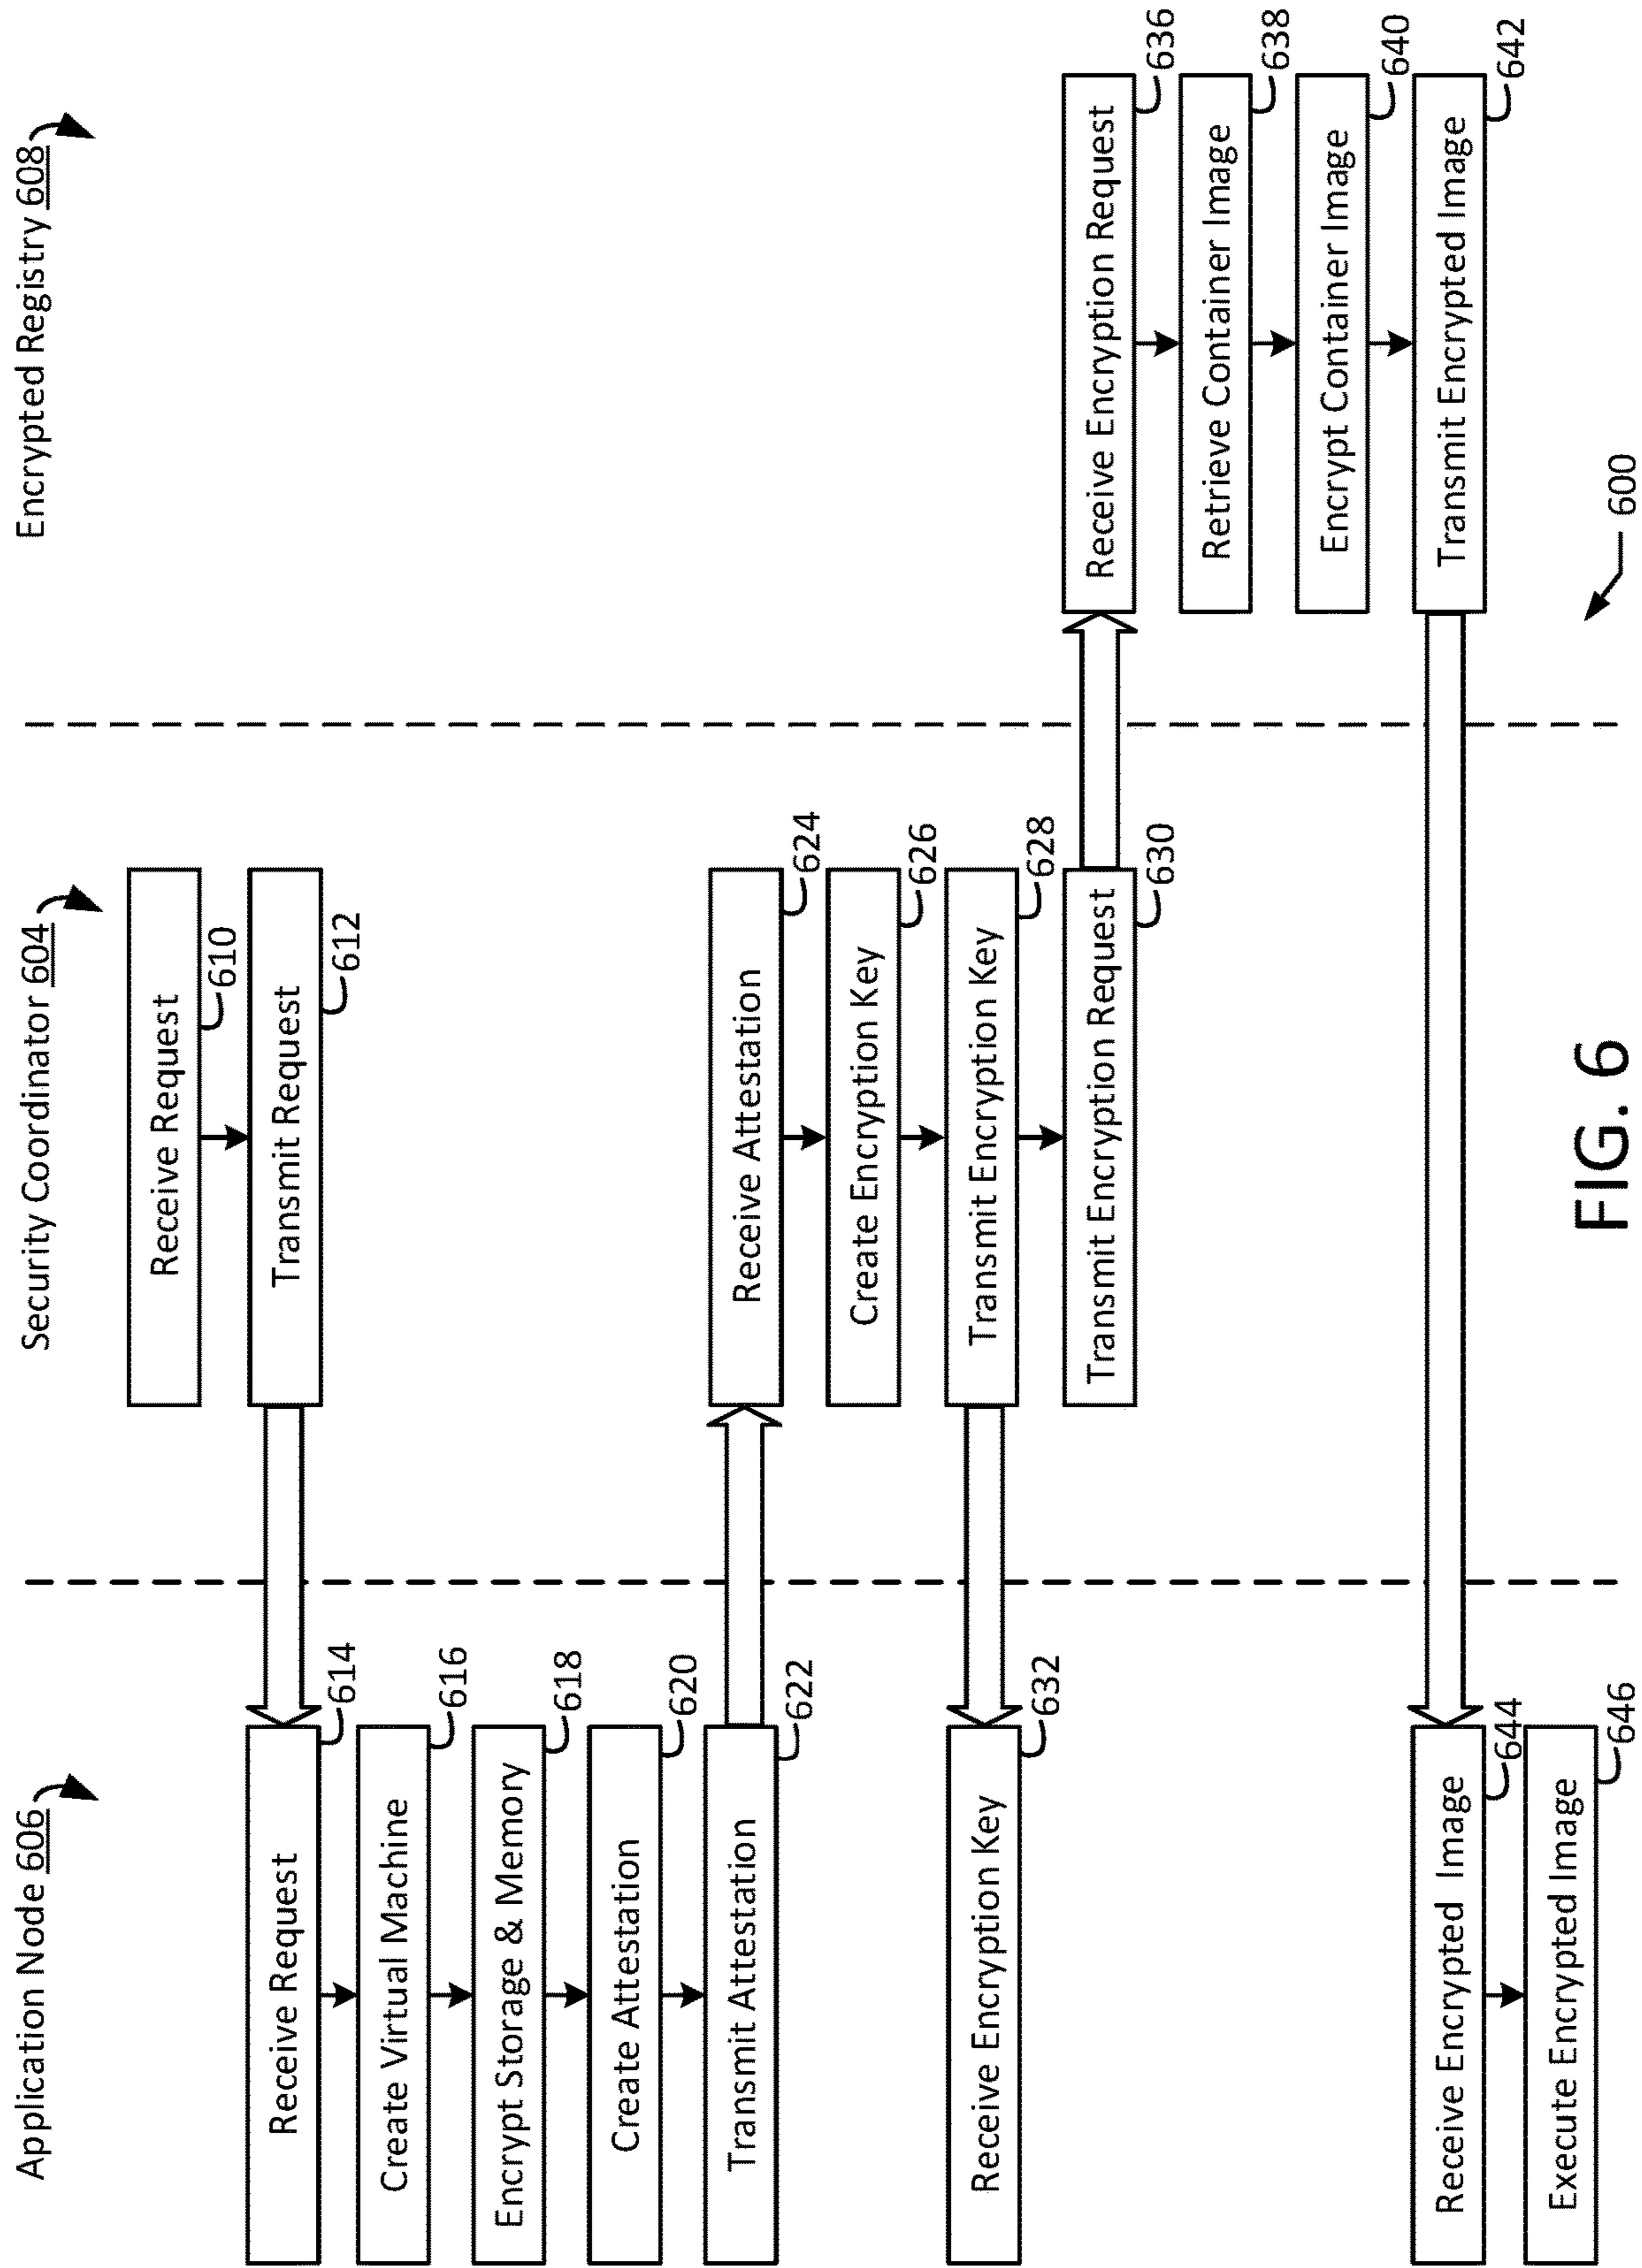 Application Node 606
Security Coordinator 604
Encrypted Registry 608
Receive Request
610
Transmit Request
612
Receive Request
614
Create Virtual Machine
616
Encrypt Storage & Memory
618
Create Attestation
620
Transmit Attestation
622
Receive Attestation
624
Create Encryption Key
626
Transmit Encryption Key
628
Transmit Encryption Request
630
Receive Encryption Key
632
Receive Encryption Request
636
Retrieve Container Image
638
Encrypt Container Image
640
Transmit Encrypted Image
642
Receive Encrypted Image
644
Execute Encrypted Image
646
600
FIG. 6